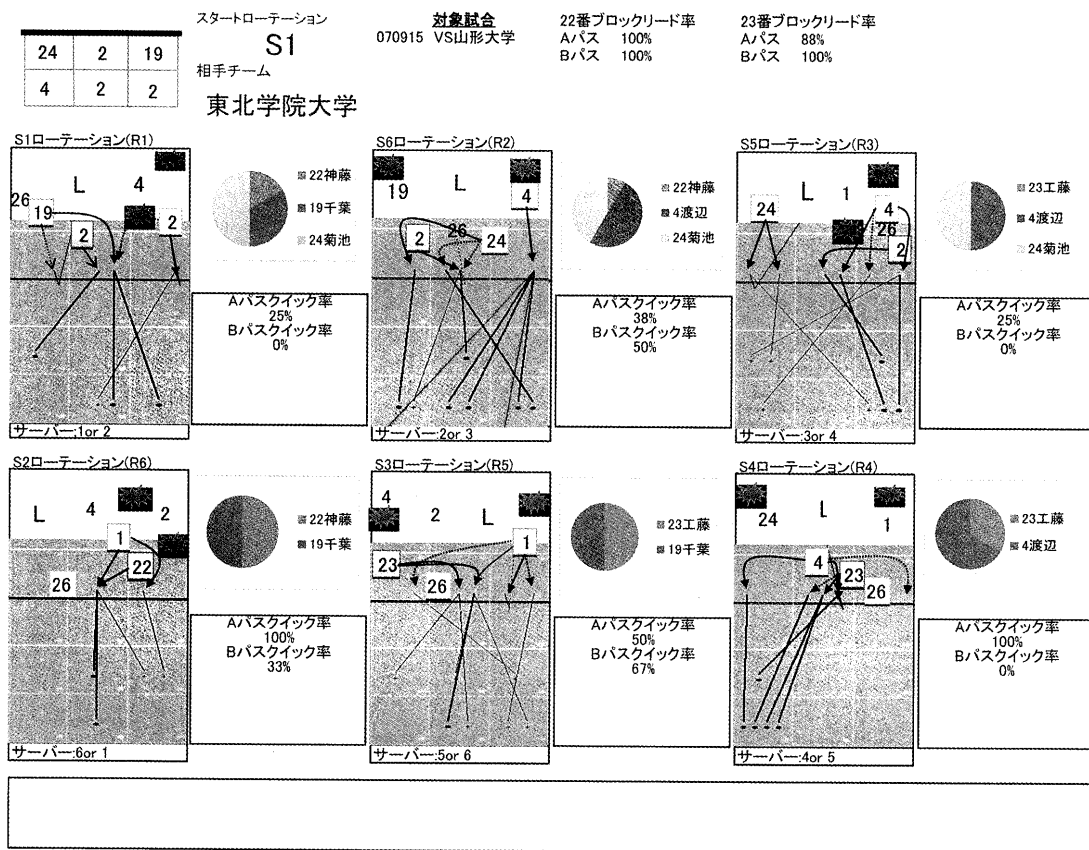 スタートローテーション
S1
相手チーム
東北学院大学
24 2 19
4 2 2
対象試合
070915 VS山形大学
22番ブロックリード率
Aパス 100%
Bパス 100%
23番ブロックリード率
Aパス 88%
Bパス 100%
S1ローテーション(R1)
L 4
26 19 2 2
22神藤
19千葉
24菊池
Aパスクイック率
25%
Bパスクイック率
0%
サーバー:1or 2
S6ローテーション(R2)
19 L 4
2 26 24
22神藤
4渡辺
24菊池
Aパスクイック率
38%
Bパスクイック率
50%
サーバー:2or 3
S5ローテーション(R3)
L 1
24 4
26 2
23工藤
4渡辺
24菊池
Aパスクイック率
25%
Bパスクイック率
0%
サーバー:3or 4
S2ローテーション(R6)
L 4 2
1
26 22
22神藤
19千葉
Aパスクイック率
100%
Bパスクイック率
33%
サーバー:6or 1
S3ローテーション(R5)
4 2 L
23 26 1
23工藤
19千葉
Aパスクイック率
50%
Bパスクイック率
67%
サーバー:5or 6
S4ローテーション(R4)
24 L 1
4 23 26
23工藤
4渡辺
Aパスクイック率
100%
Bパスクイック率
0%
サーバー:4or 5